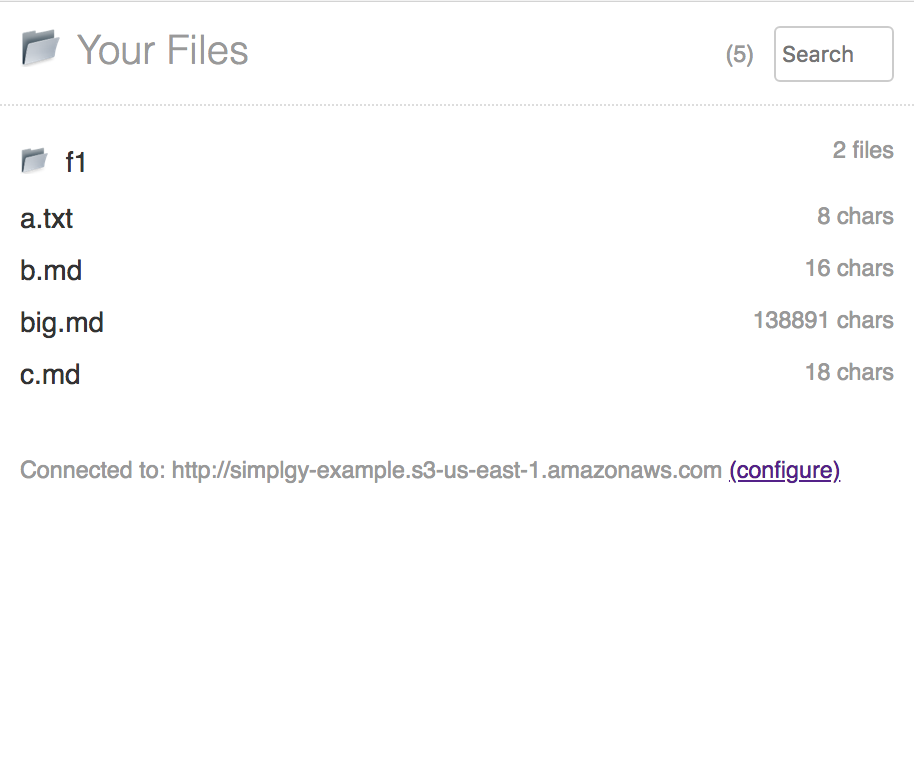 Your Files (5) Search
f1 2 files
a.txt 8 chars
b.md 16 chars
big.md 138891 chars
c.md 18 chars
Connected to: http://simplgy-example.s3-us-east-1.amazonaws.com (configure)